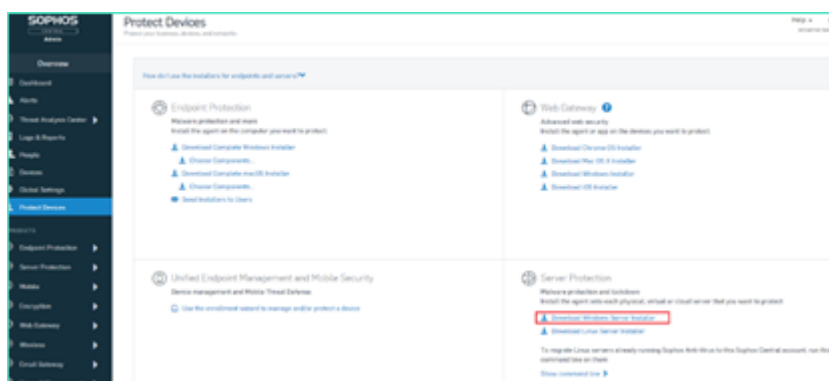 SOPHOS
CENTRAL
Admin
Overview
Dashboard
Alerts
Threat Analysis Center
Logs & Reports
People
Devices
Global Settings
Protect Devices
PRODUCTS
Endpoint Protection
Server Protection
Mobile
Encryption
Web Gateway
Wireless
Email Gateway
Protect Devices
Protect your business, devices and networks
Help
How do I use the installers for endpoints and servers?
Endpoint Protection
Malware protection and more
Install the agent on the computer you want to protect.
Download Complete Windows Installer
Choose Components...
Download Complete macOS Installer
Choose Components...
Send Installers to Users
Web Gateway
Advanced web security
Install the agent or app on the devices you want to protect.
Download Chrome OS Installer
Download Mac OS X Installer
Download Windows Installer
Download iOS Installer
Unified Endpoint Management and Mobile Security
Device management and Mobile Threat Defense
Use the enrollment wizard to manage and/or protect a device
Server Protection
Malware protection and lockdown
Install the agent onto each physical, virtual or cloud server that you want to protect
Download Windows Server Installer
Download Linux Server Installer
To migrate Linux servers already running Sophos Anti-Virus to this Sophos Central account, run this
command line on them
Show command line